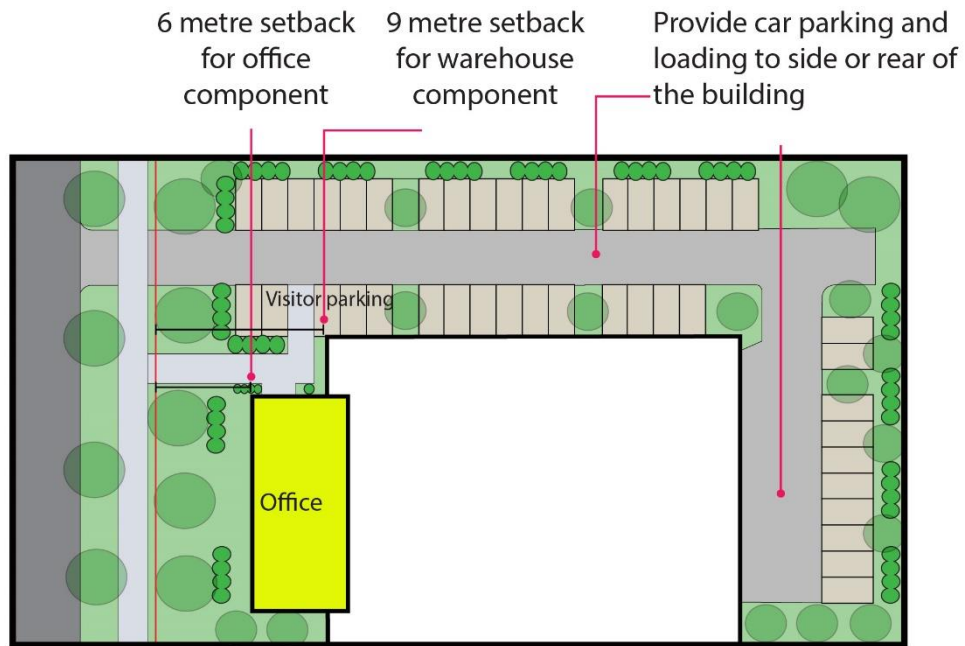 6 metre setback
for office
component
9 metre setback
for warehouse
component
Provide car parking and
loading to side or rear of
the building
Visitor parking
Office